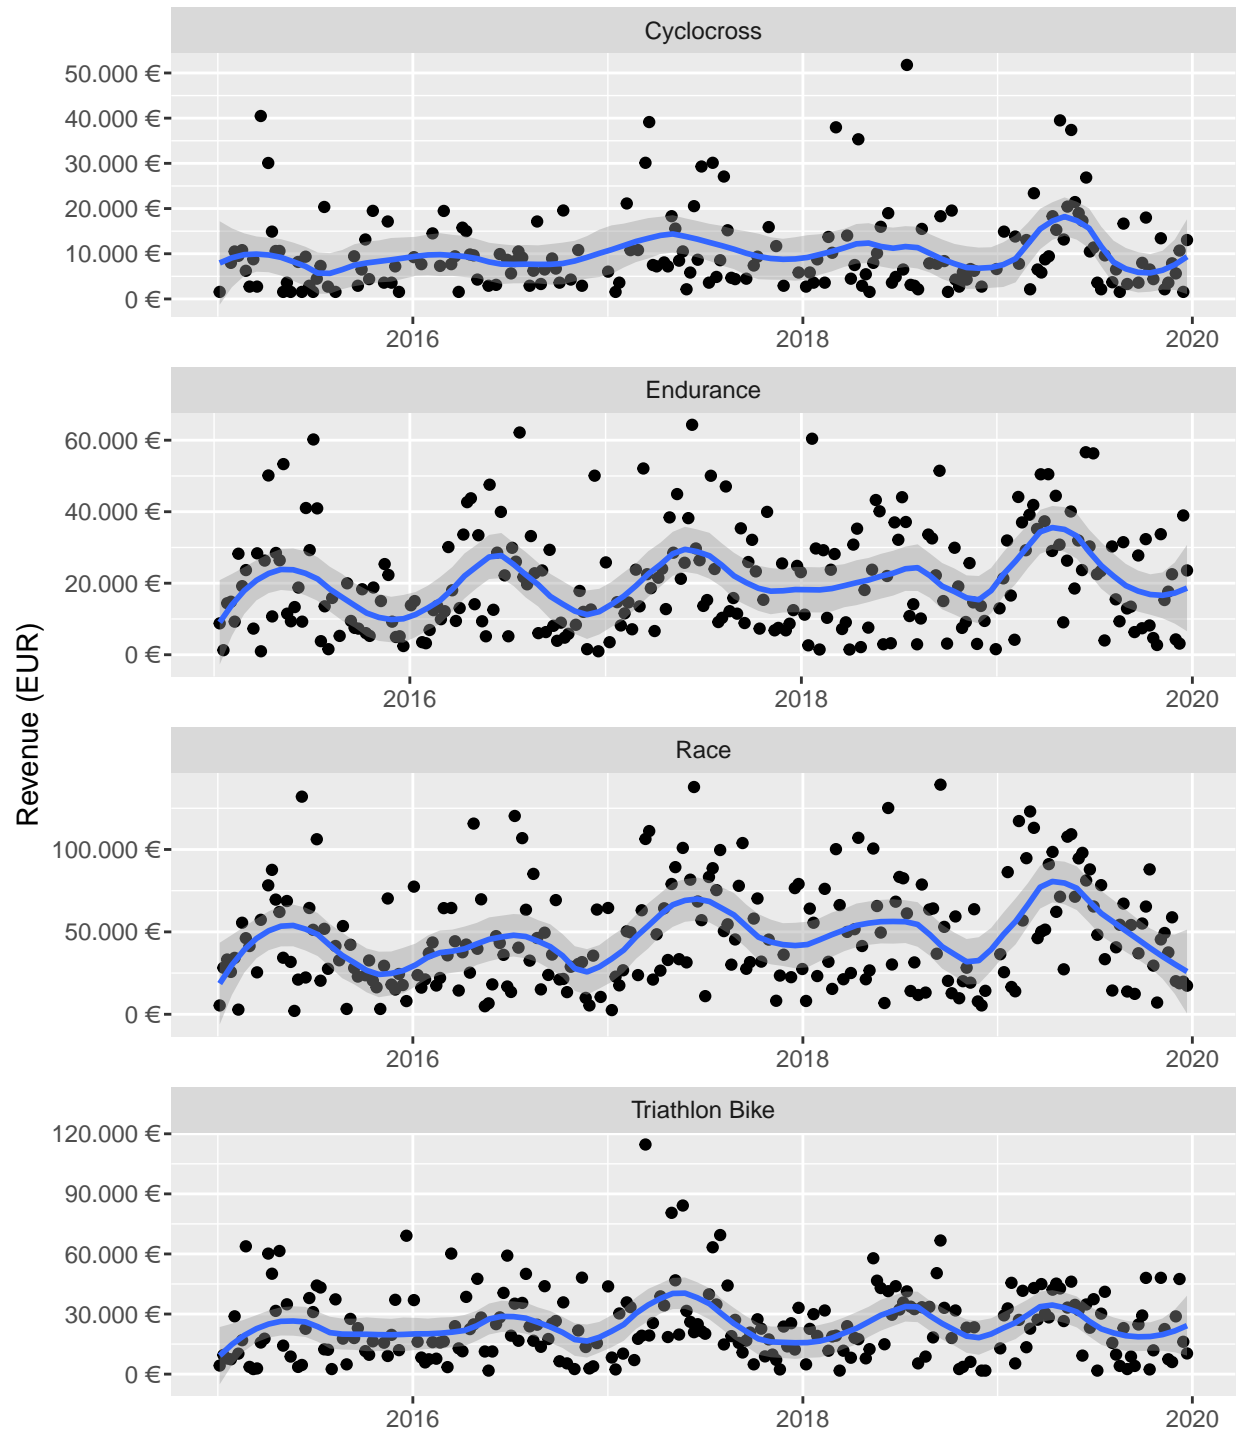 Revenue (EUR)
Cyclocross
50.000 €
40.000 €
30.000 €
20.000 €
10.000 €
0 €
2016 2018 2020
Endurance
60.000 €
40.000 €
20.000 €
0 €
2016 2018 2020
Race
100.000 €
50.000 €
0 €
2016 2018 2020
Triathlon Bike
120.000 €
90.000 €
60.000 €
30.000 €
0 €
2016 2018 2020